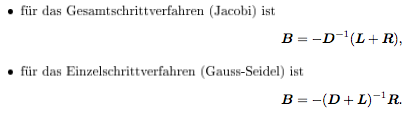 • für das Gesamtschrittverfahren (Jacobi) ist
B = −D⁻¹(L + R),
• für das Einzelschrittverfahren (Gauss-Seidel) ist
B = −(D + L)⁻¹R.